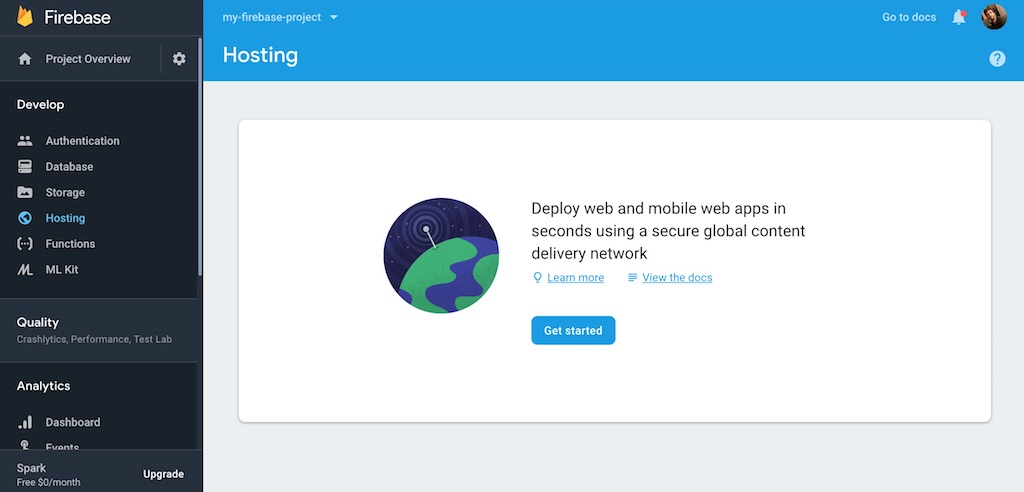 Firebase
Project Overview
Develop
Authentication
Database
Storage
Hosting
Functions
ML Kit
Quality
Crashlytics, Performance, Test Lab
Analytics
Dashboard
Events
Spark
Free $0/month
Upgrade
my-firebase-project
Go to docs
Hosting
Deploy web and mobile web apps in
seconds using a secure global content
delivery network
Learn more
View the docs
Get started